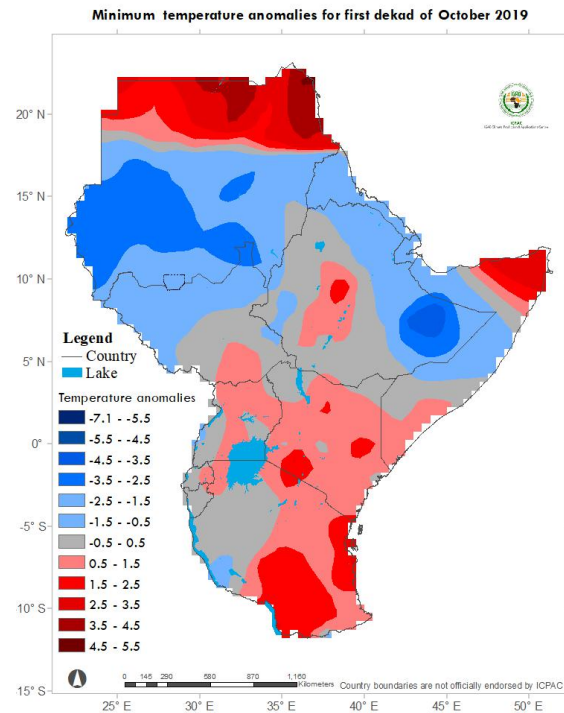 Minimum temperature anomalies for first dekad of October 2019
ICPAC
20° N
15° N
10° N
5° N
0°
-5° S
10° S
15° S
Legend
Country
Lake
Temperature anomalies
-7.1 - -5.5
-5.5 - -4.5
-4.5 - -3.5
-3.5 - -2.5
-2.5 - -1.5
-1.5 - -0.5
-0.5 - 0.5
0.5 - 1.5
1.5 - 2.5
2.5 - 3.5
3.5 - 4.5
4.5 - 5.5
0 145 290 580 870 1,160
Kilometers
Country boundaries are not officially endorsed by ICPAC
25° E 30° E 35° E 40° E 45° E 50° E